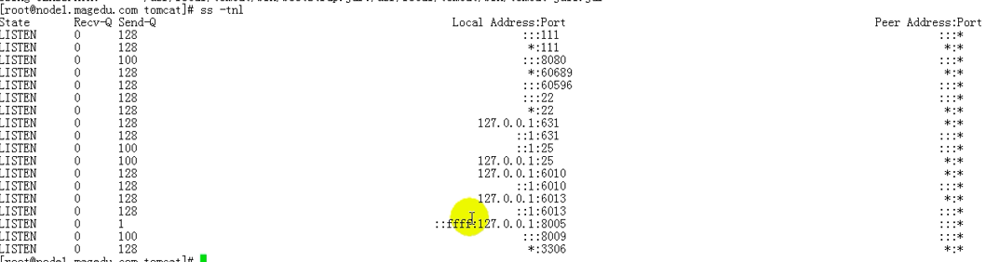 [root@node1.magedu.com tomcat]# ss -tnl
State Recv-Q Send-Q Local Address:Port Peer Address:Port
LISTEN 0 128 :::111 :::*
LISTEN 0 128 *:111 *:*
LISTEN 0 100 :::8080 :::*
LISTEN 0 128 *:60689 *:*
LISTEN 0 128 :::60596 :::*
LISTEN 0 128 :::22 :::*
LISTEN 0 128 *:22 *:*
LISTEN 0 128 127.0.0.1:631 *:*
LISTEN 0 128 ::1:631 :::*
LISTEN 0 100 ::1:25 :::*
LISTEN 0 100 127.0.0.1:25 *:*
LISTEN 0 128 127.0.0.1:6010 *:*
LISTEN 0 128 ::1:6010 :::*
LISTEN 0 128 127.0.0.1:6013 *:*
LISTEN 0 128 ::1:6013 :::*
LISTEN 0 1 ::ffff:127.0.0.1:8005 :::*
LISTEN 0 100 :::8009 :::*
LISTEN 0 128 *:3306 *:*
[root@node1.magedu.com tomcat]#